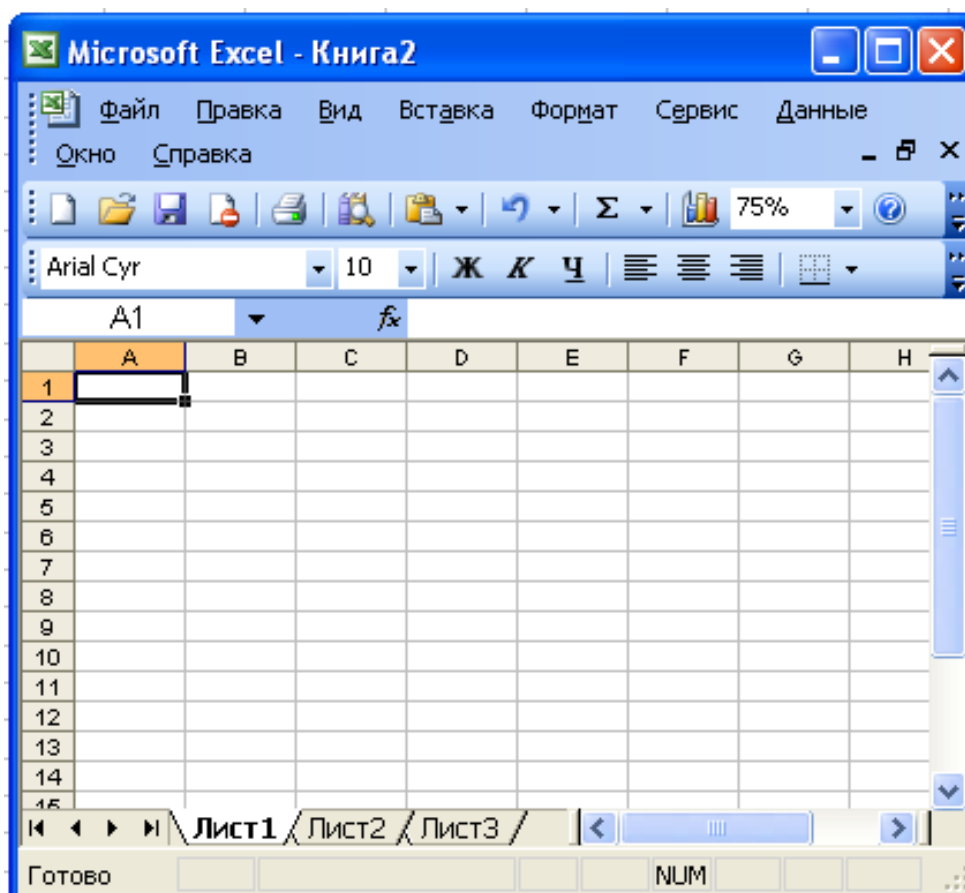 Microsoft Excel - Книга2
Файл Правка Вид Вставка Формат Сервис Данные
Окно Справка
Σ 75% ?
Arial Cyr 10 Ж К Ч
A1 fx
A B C D E F G H
1
2
3
4
5
6
7
8
9
10
11
12
13
14
15
Лист1 Лист2 Лист3
Готово NUM